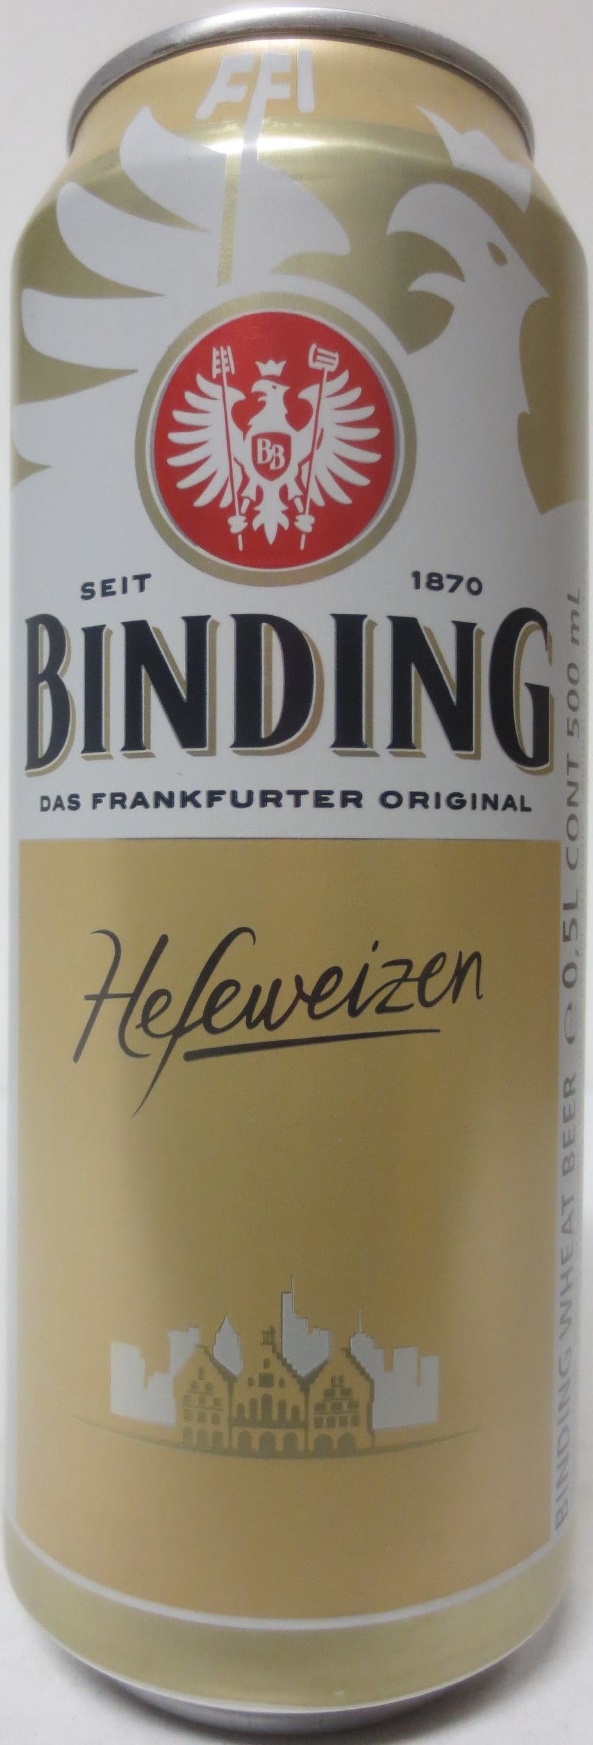 BB
SEIT 1870
BINDING
DAS FRANKFURTER ORIGINAL
Hefeweizen
BINDING WHEAT BEER ℮ 0,5L CONT 500 mL